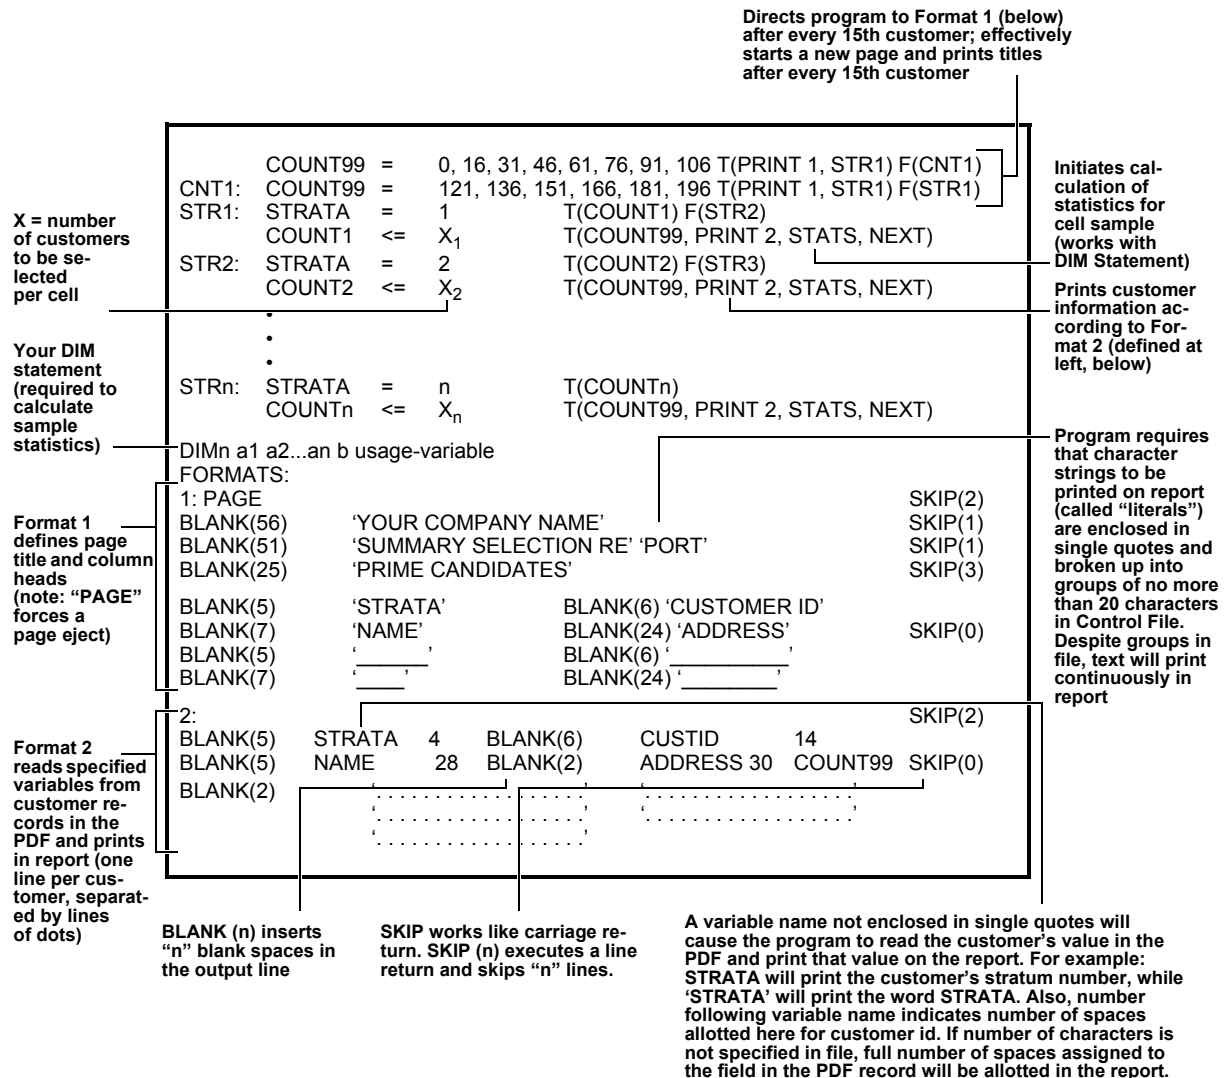 Directs program to Format 1 (below)
after every 15th customer; effectively
starts a new page and prints titles
after every 15th customer
COUNT99 = 0, 16, 31, 46, 61, 76, 91, 106 T(PRINT 1, STR1) F(CNT1)
CNT1: COUNT99 = 121, 136, 151, 166, 181, 196 T(PRINT 1, STR1) F(STR1)
STR1: STRATA = 1 T(COUNT1) F(STR2)
COUNT1 <= X1 T(COUNT99, PRINT 2, STATS, NEXT)
STR2: STRATA = 2 T(COUNT2) F(STR3)
COUNT2 <= X2 T(COUNT99, PRINT 2, STATS, NEXT)
•
•
•
STRn: STRATA = n T(COUNTn)
COUNTn <= Xn T(COUNT99, PRINT 2, STATS, NEXT)
DIMn a1 a2...an b usage-variable
FORMATS:
1: PAGE SKIP(2)
BLANK(56) ‘YOUR COMPANY NAME’ SKIP(1)
BLANK(51) ‘SUMMARY SELECTION RE’ ‘PORT’ SKIP(1)
BLANK(25) ‘PRIME CANDIDATES’ SKIP(3)
BLANK(5) ‘STRATA’ BLANK(6) ‘CUSTOMER ID’
BLANK(7) ‘NAME’ BLANK(24) ‘ADDRESS’ SKIP(0)
BLANK(5) ‘______’ BLANK(6) ‘__________’
BLANK(7) ‘____’ BLANK(24) ‘________’
2: SKIP(2)
BLANK(5) STRATA 4 BLANK(6) CUSTID 14
BLANK(5) NAME 28 BLANK(2) ADDRESS 30 COUNT99 SKIP(0)
BLANK(2) ‘. . . . . . . . . . . . . . . . . . .’ ‘. . . . . . . . . . . . . . . . . . .’
‘. . . . . . . . . . . . . . . . . . .’ ‘. . . . . . . . . . . . . . . . . . .’
‘. . . . . . . . . . . . . . . . . . .’
X = number
of customers
to be se-
lected
per cell
Your DIM
statement
(required to
calculate
sample
statistics)
Format 1
defines page
title and column
heads
(note: “PAGE”
forces a
page eject)
Format 2
reads specified
variables from
customer re-
cords in the
PDF and prints
in report (one
line per cus-
tomer, separat-
ed by lines
of dots)
Initiates cal-
culation of
statistics for
cell sample
(works with
DIM Statement)
Prints customer
information ac-
cording to For-
mat 2 (defined at
left, below)
Program requires
that character
strings to be
printed on report
(called “literals”)
are enclosed in
single quotes and
broken up into
groups of no more
than 20 characters
in Control File.
Despite groups in
file, text will print
continuously in
report
BLANK (n) inserts
“n” blank spaces in
the output line
SKIP works like carriage re-
turn. SKIP (n) executes a line
return and skips “n” lines.
A variable name not enclosed in single quotes will
cause the program to read the customer’s value in the
PDF and print that value on the report. For example:
STRATA will print the customer’s stratum number, while
‘STRATA’ will print the word STRATA. Also, number
following variable name indicates number of spaces
allotted here for customer id. If number of characters is
not specified in file, full number of spaces assigned to
the field in the PDF record will be allotted in the report.